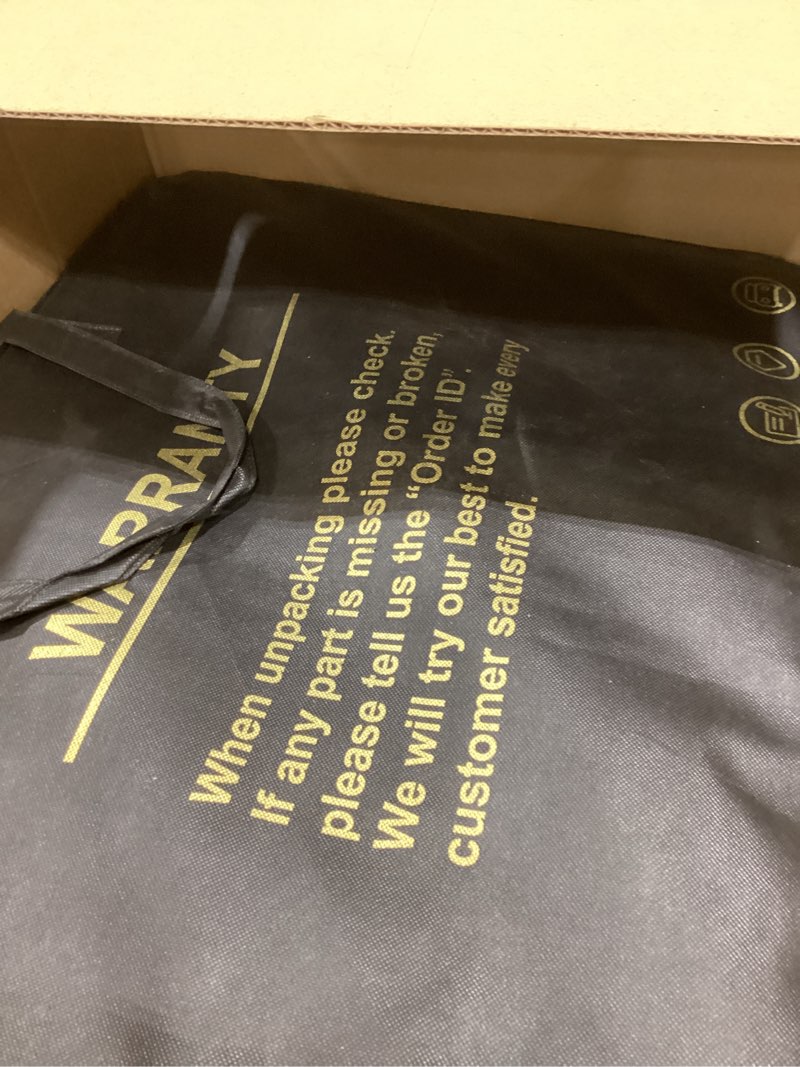 WARRANTY
When unpacking please check.
If any part is missing or broken,
please tell us the “Order ID”.
We will try our best to make every
customer satisfied.